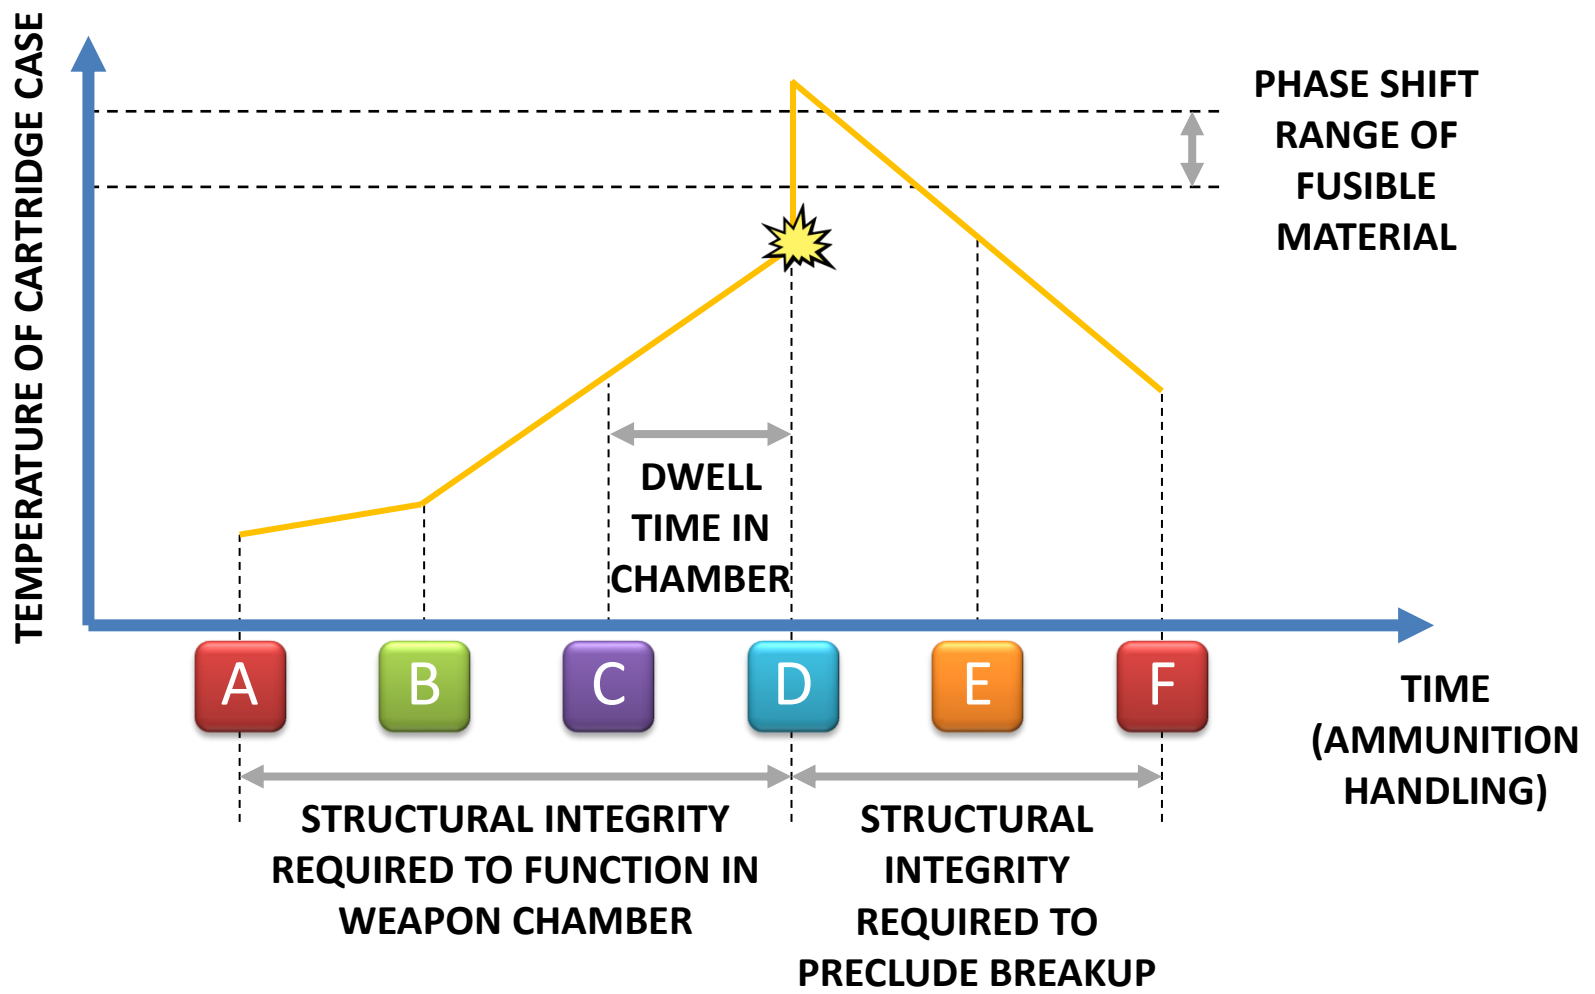 TEMPERATURE OF CARTRIDGE CASE
PHASE SHIFT
RANGE OF
FUSIBLE
MATERIAL
DWELL
TIME IN
CHAMBER
A
B
C
D
E
F
TIME
(AMMUNITION
HANDLING)
STRUCTURAL INTEGRITY
REQUIRED TO FUNCTION IN
WEAPON CHAMBER
STRUCTURAL
INTEGRITY
REQUIRED TO
PRECLUDE BREAKUP